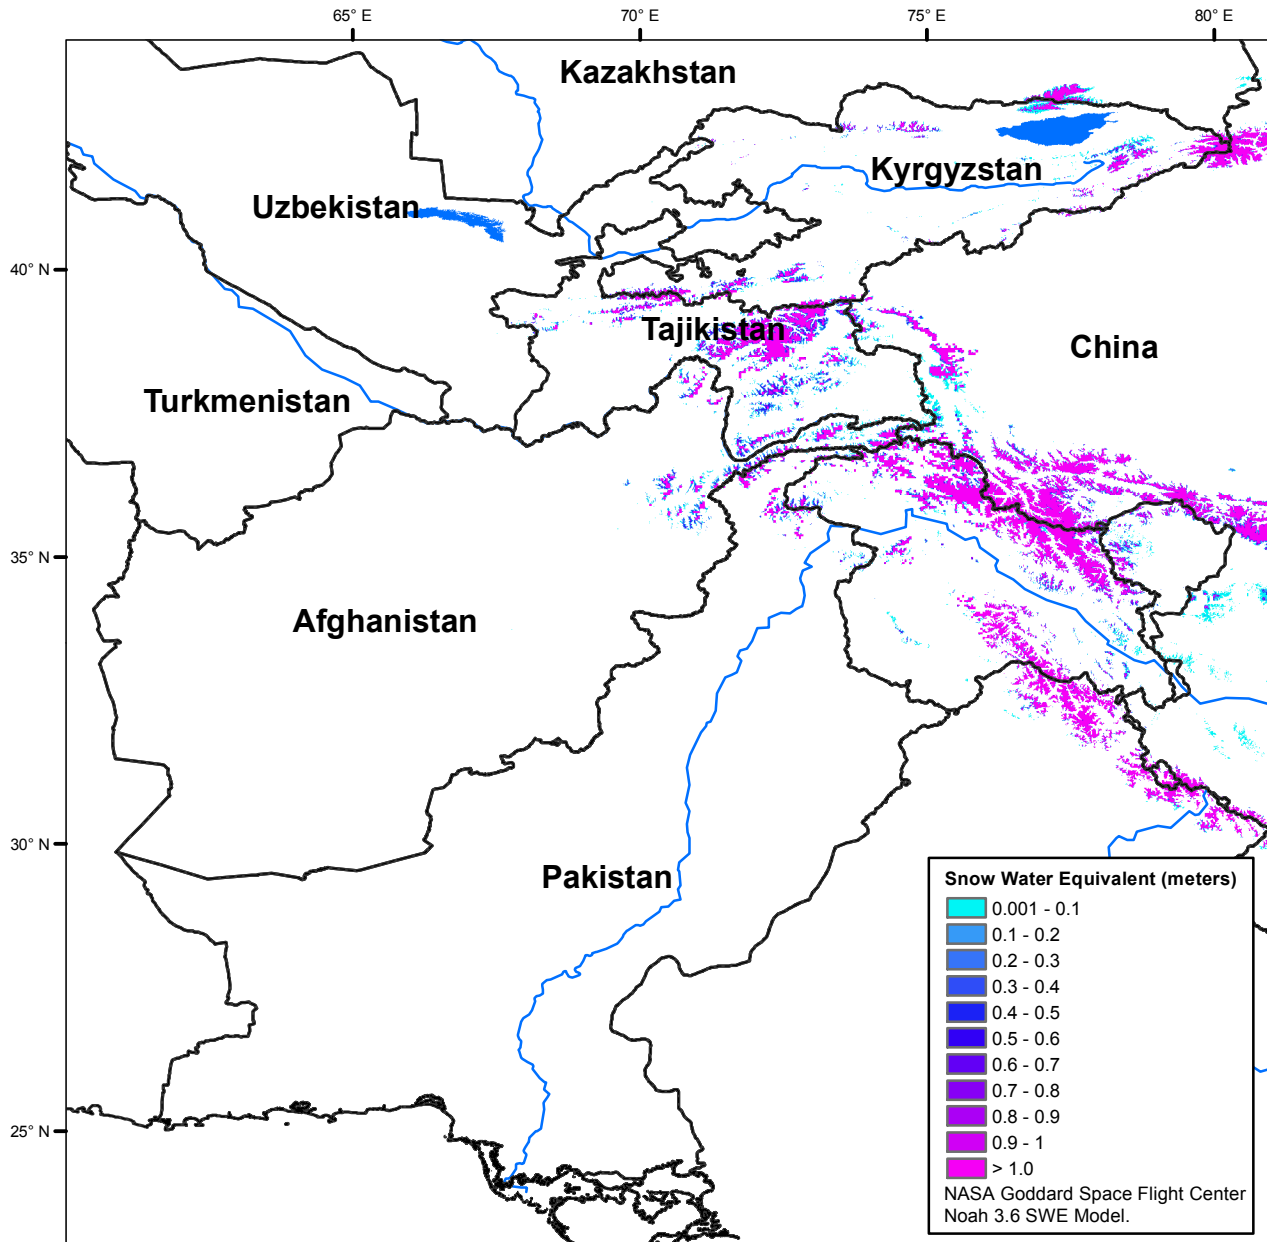 65° E
70° E
75° E
80° E
Kazakhstan
Kyrgyzstan
Uzbekistan
40° N
Tajikistan
China
Turkmenistan
35° N
Afghanistan
30° N
Pakistan
25° N
Snow Water Equivalent (meters)
0.001 - 0.1
0.1 - 0.2
0.2 - 0.3
0.3 - 0.4
0.4 - 0.5
0.5 - 0.6
0.6 - 0.7
0.7 - 0.8
0.8 - 0.9
0.9 - 1
> 1.0
NASA Goddard Space Flight Center
Noah 3.6 SWE Model.